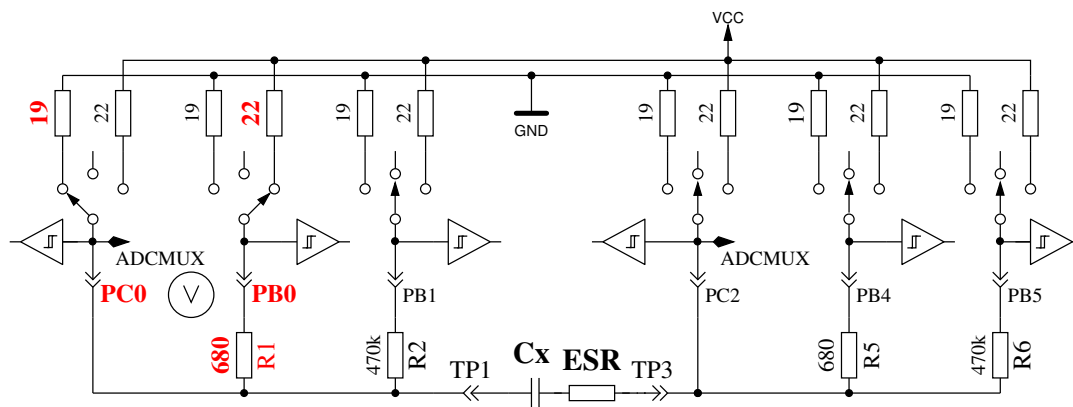 VCC
19 22 19 22 19 22 19 22 19 22 19 22
GND
ADCMUX ADCMUX
PC0 V PB0 PB1 PC2 PB4 PB5
680 R1 470k R2 680 R5 470k R6
TP1 Cx ESR TP3